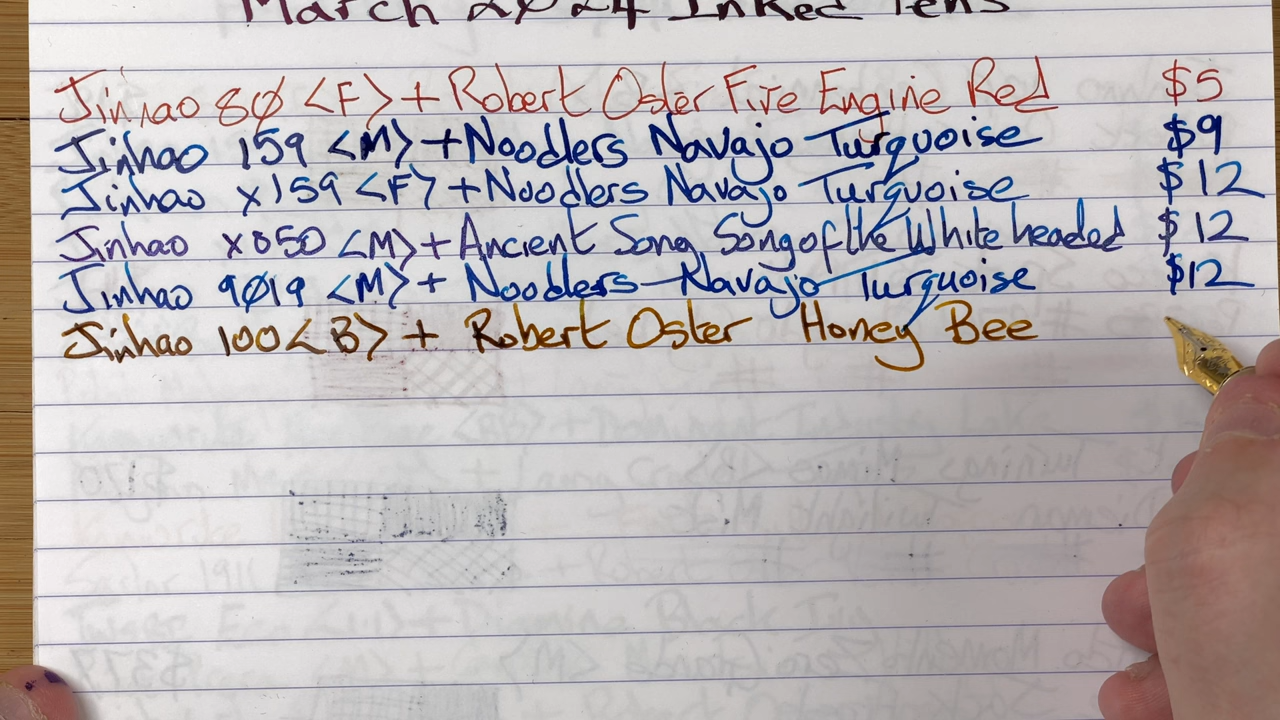 March 2024 Inked Pens
Jinhao 80 <F> + Robert Oster Fire Engine Red $5
Jinhao 159 <M> + Noodlers Navajo Turquoise $9
Jinhao x159 <F> + Noodlers Navajo Turquoise $12
Jinhao x850 <M> + Ancient Song Song of the White headed $12
Jinhao 9019 <M> + Noodlers Navajo Turquoise $12
Jinhao 100 <B> + Robert Oster Honey Bee